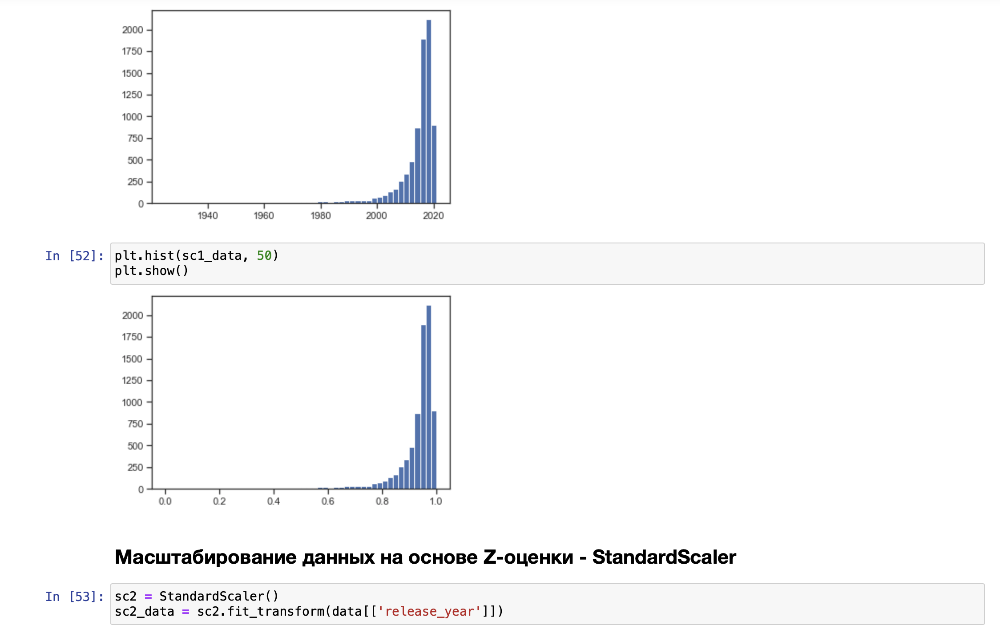 2000
1750
1500
1250
1000
750
500
250
0
1940 1960 1980 2000 2020
In [52]: plt.hist(sc1_data, 50)
plt.show()
2000
1750
1500
1250
1000
750
500
250
0
0.0 0.2 0.4 0.6 0.8 1.0
Масштабирование данных на основе Z-оценки - StandardScaler
In [53]: sc2 = StandardScaler()
sc2_data = sc2.fit_transform(data[['release_year']])